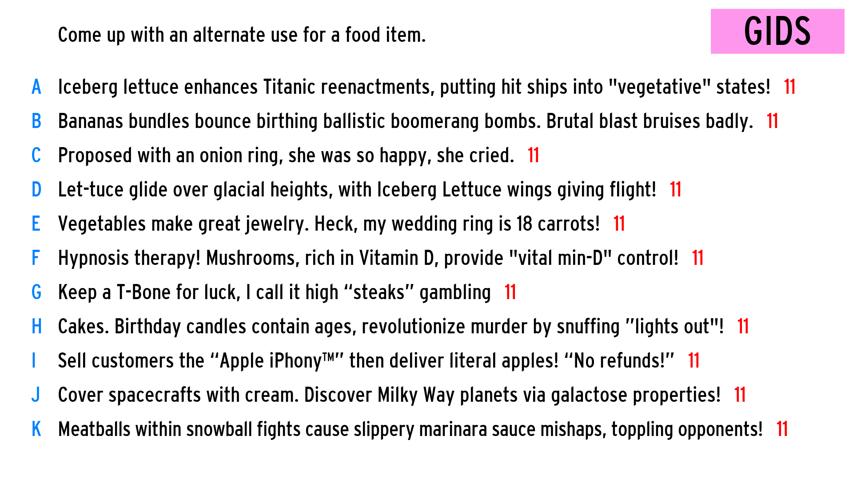 Come up with an alternate use for a food item.
GIDS
A Iceberg lettuce enhances Titanic reenactments, putting hit ships into "vegetative" states! 11
B Bananas bundles bounce birthing ballistic boomerang bombs. Brutal blast bruises badly. 11
C Proposed with an onion ring, she was so happy, she cried. 11
D Let-tuce glide over glacial heights, with Iceberg Lettuce wings giving flight! 11
E Vegetables make great jewelry. Heck, my wedding ring is 18 carrots! 11
F Hypnosis therapy! Mushrooms, rich in Vitamin D, provide "vital min-D" control! 11
G Keep a T-Bone for luck, I call it high “steaks” gambling 11
H Cakes. Birthday candles contain ages, revolutionize murder by snuffing ”lights out"! 11
I Sell customers the “Apple iPhony™” then deliver literal apples! “No refunds!” 11
J Cover spacecrafts with cream. Discover Milky Way planets via galactose properties! 11
K Meatballs within snowball fights cause slippery marinara sauce mishaps, toppling opponents! 11